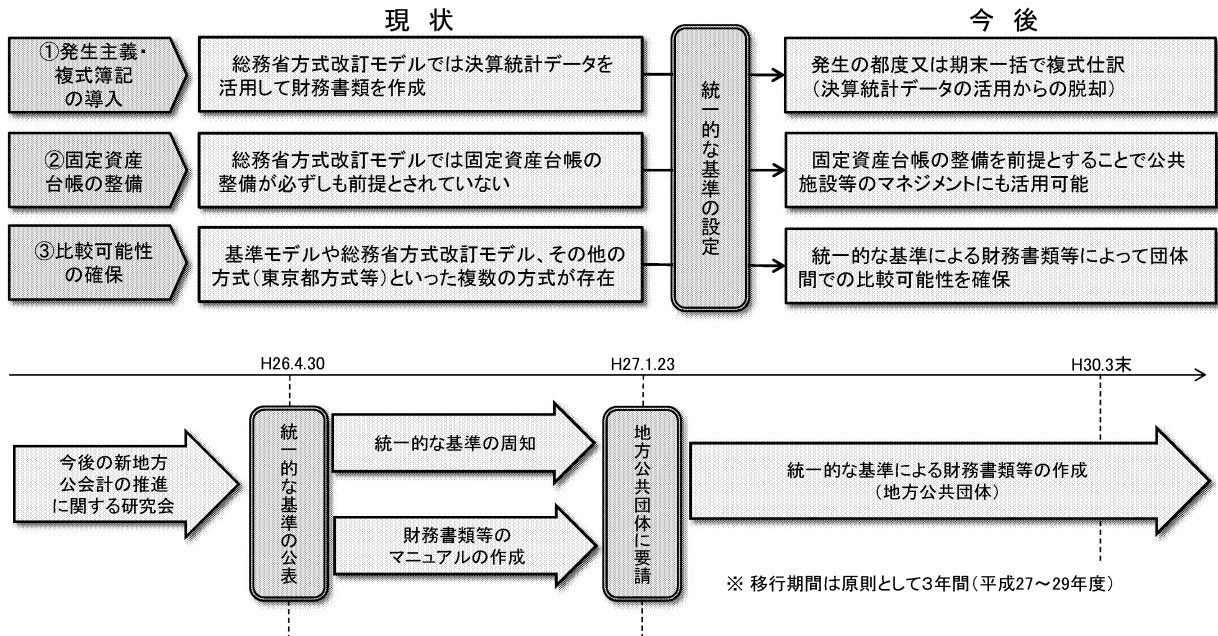 現 状
今 後
①発生主義・
複式簿記
の導入
総務省方式改訂モデルでは決算統計データを
活用して財務書類を作成
発生の都度又は期末一括で複式仕訳
(決算統計データの活用からの脱却)
②固定資産
台帳の整備
総務省方式改訂モデルでは固定資産台帳の
整備が必ずしも前提とされていない
統一的な基準の設定
固定資産台帳の整備を前提とすることで公共
施設等のマネジメントにも活用可能
③比較可能性
の確保
基準モデルや総務省方式改訂モデル、その他の
方式(東京都方式等)といった複数の方式が存在
統一的な基準による財務書類等によって団体
間での比較可能性を確保
H26.4.30
H27.1.23
H30.3末
今後の新地方
公会計の推進
に関する研究会
統一的な基準の公表
統一的な基準の周知
財務書類等の
マニュアルの作成
地方公共団体に要請
統一的な基準による財務書類等の作成
(地方公共団体)
※ 移行期間は原則として3年間(平成27~29年度)